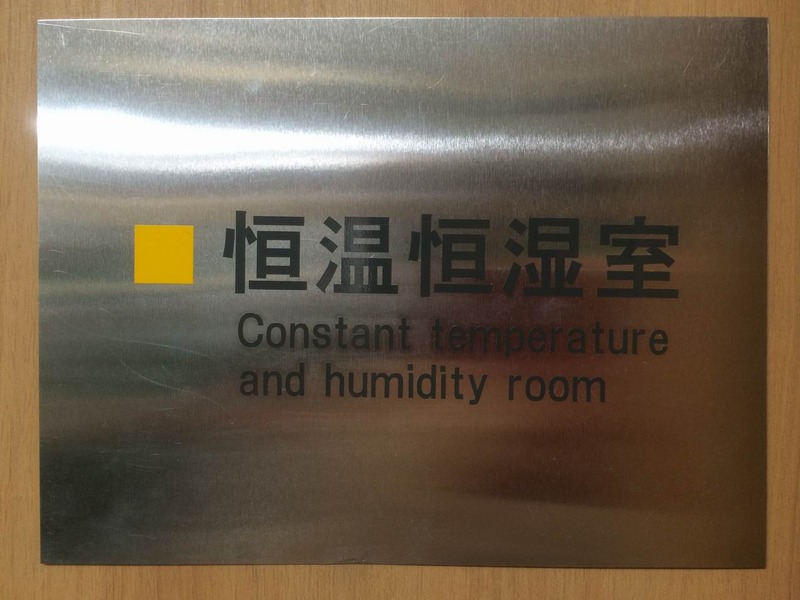 恒温恒湿室
Constant temperature
and humidity room